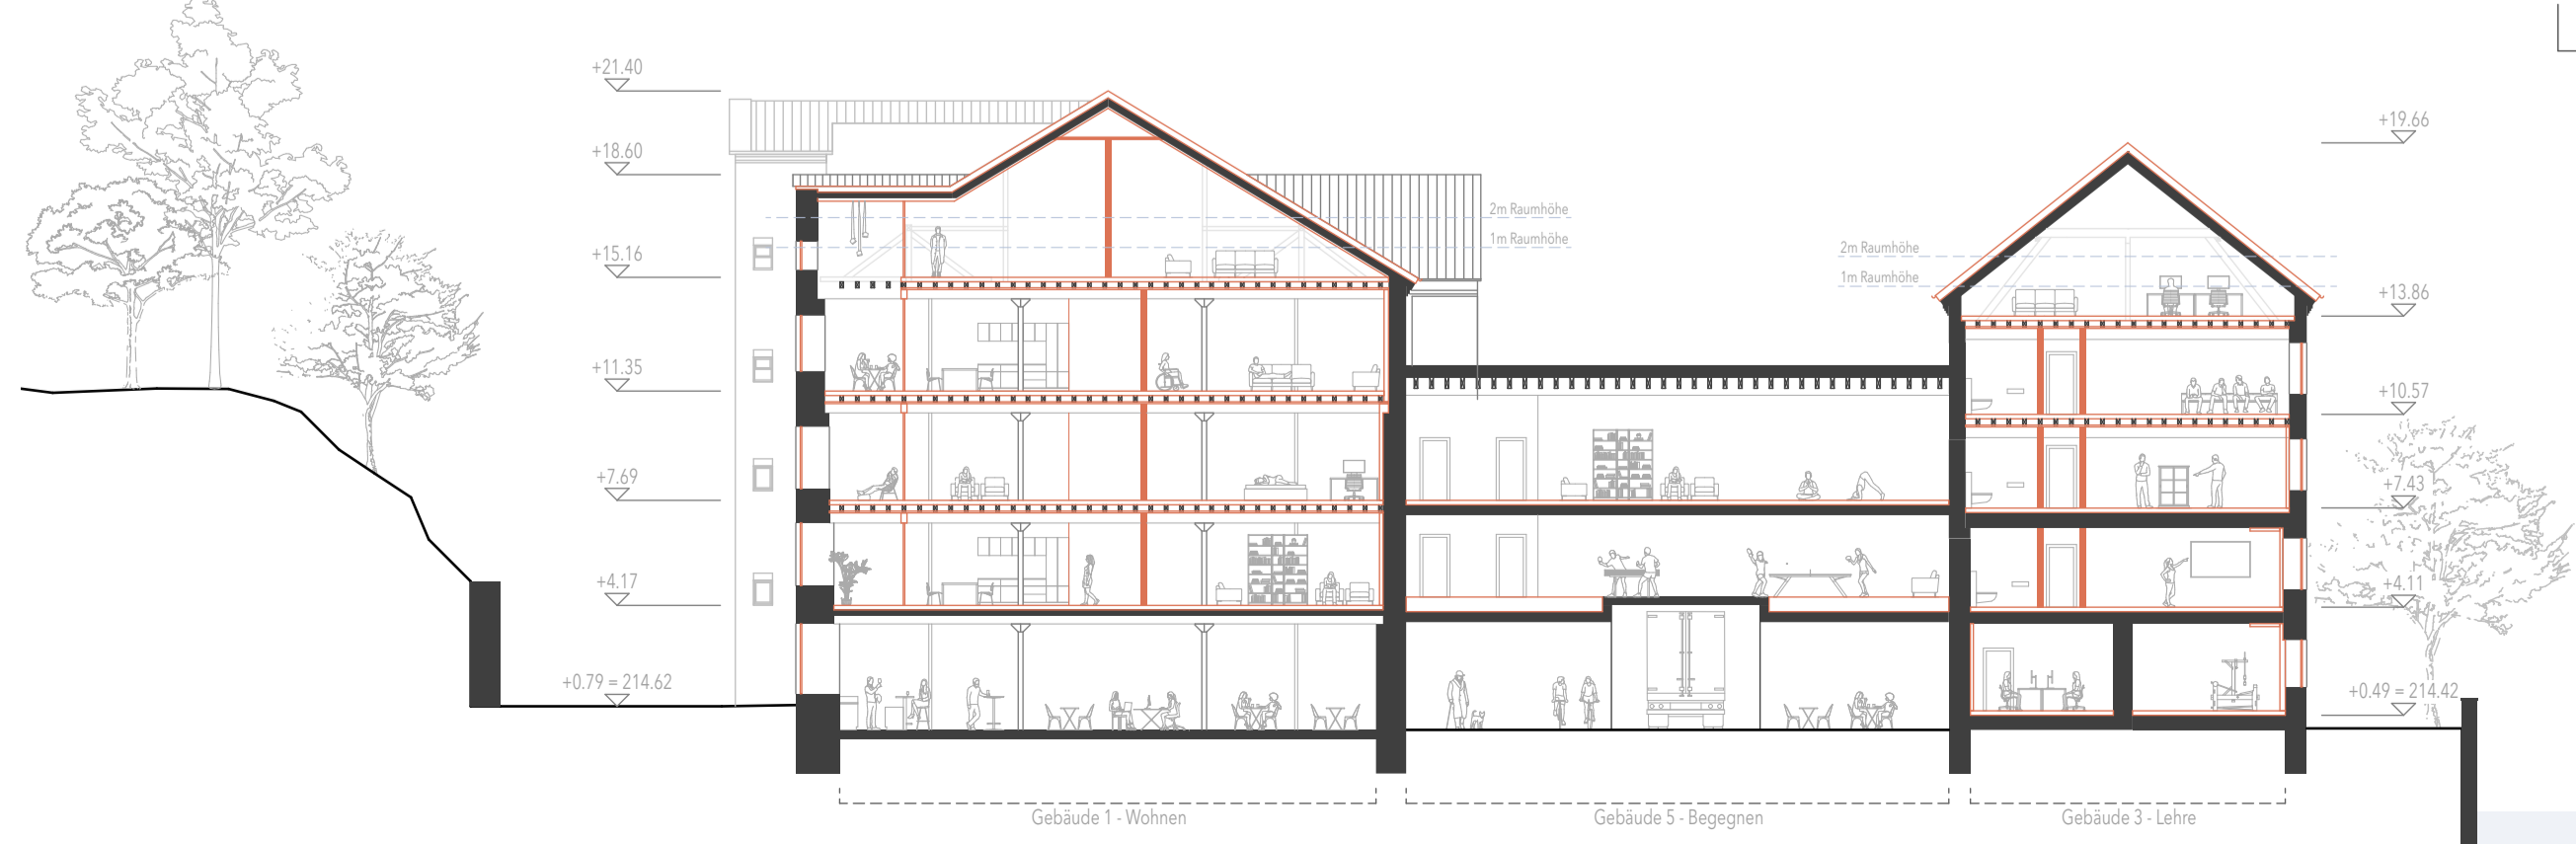 +21.40
+18.60
+15.16
+11.35
+7.69
+4.17
+0.79 = 214.62
2m Raumhöhe
1m Raumhöhe
2m Raumhöhe
1m Raumhöhe
+19.66
+13.86
+10.57
+7.43
+4.11
+0.49 = 214.42
Gebäude 1 - Wohnen
Gebäude 5 - Begegnen
Gebäude 3 - Lehre